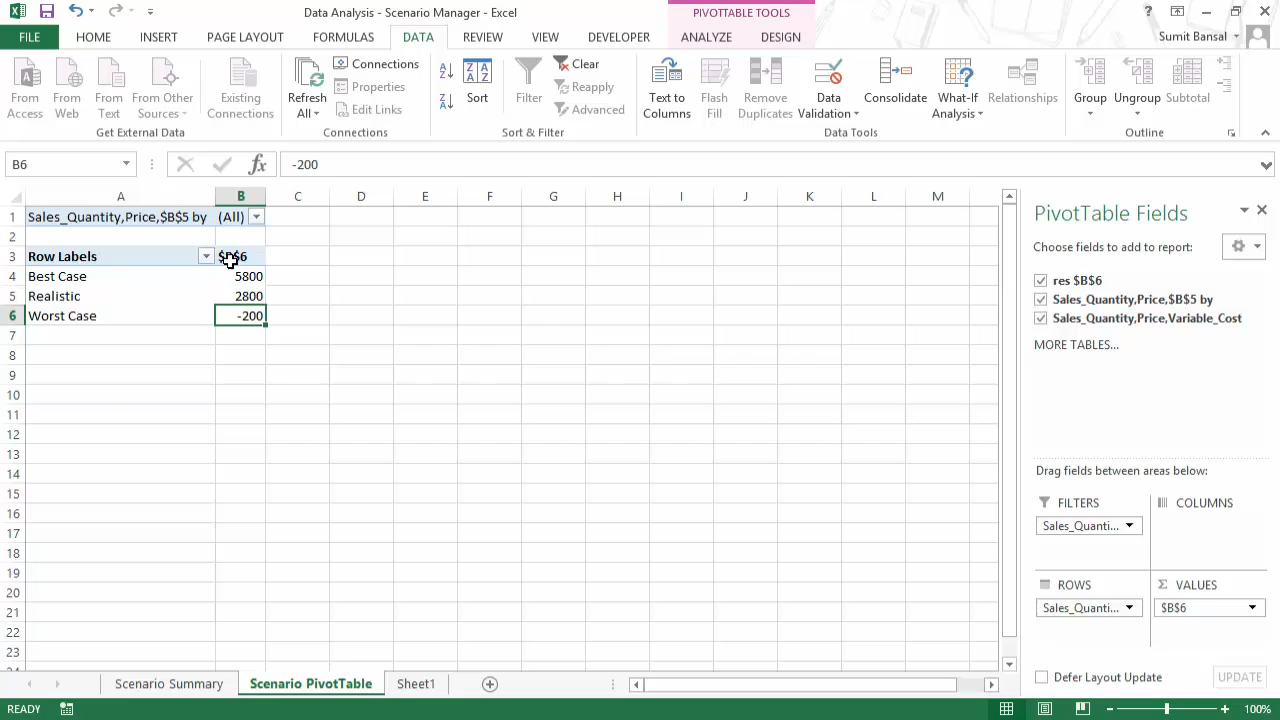 Data Analysis - Scenario Manager - Excel
PIVOTTABLE TOOLS
?
FILE
HOME
INSERT
PAGE LAYOUT
FORMULAS
DATA
REVIEW
VIEW
DEVELOPER
ANALYZE
DESIGN
Sumit Bansal
From Access
From Web
From Text
From Other Sources
Existing Connections
Get External Data
Refresh All
Connections
Properties
Edit Links
Connections
Sort
Filter
Clear
Reapply
Advanced
Sort & Filter
Text to Columns
Flash Fill
Remove Duplicates
Data Validation
Consolidate
What-If Analysis
Relationships
Data Tools
Group
Ungroup
Subtotal
Outline
B6
fx
-200
A B C D E F G H I J K L M
1 Sales_Quantity,Price,$B$5 by (All)
2
3 Row Labels $B$6
4 Best Case 5800
5 Realistic 2800
6 Worst Case -200
7
8
9
10
11
12
13
14
15
16
17
18
19
20
21
22
23
PivotTable Fields
Choose fields to add to report:
res $B$6
Sales_Quantity,Price,$B$5 by
Sales_Quantity,Price,Variable_Cost
MORE TABLES...
Drag fields between areas below:
FILTERS
COLUMNS
Sales_Quanti...
ROWS
Σ VALUES
Sales_Quanti...
$B$6
Defer Layout Update
UPDATE
Scenario Summary
Scenario PivotTable
Sheet1
READY
100%